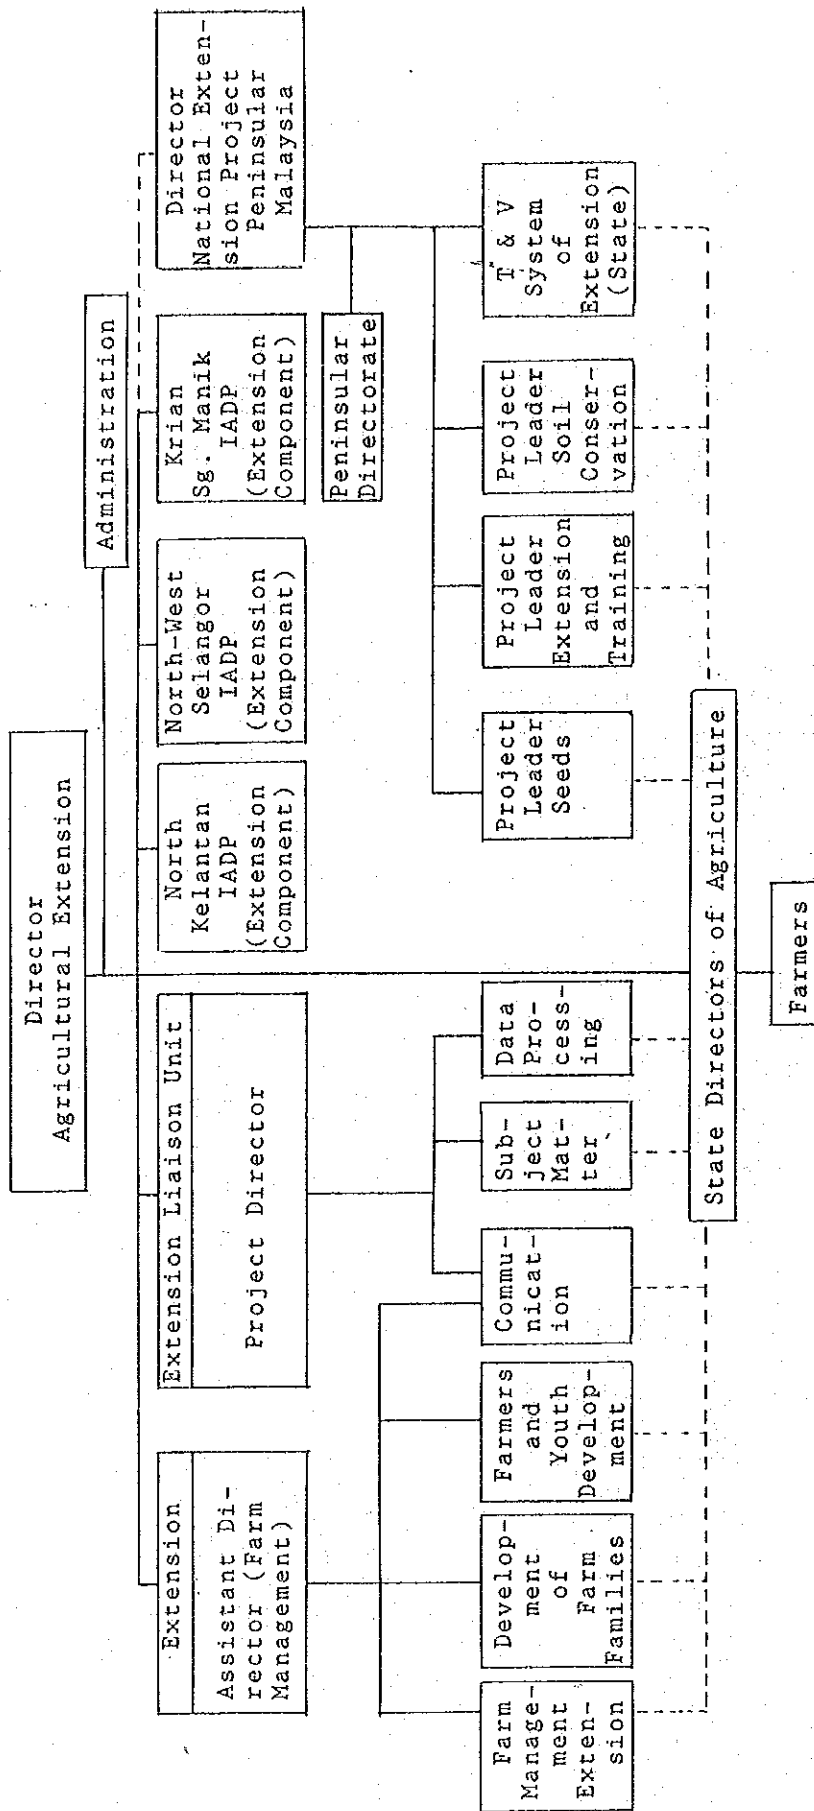 Director
Agricultural Extension
Administration
Extension
Assistant Di-
rector (Farm
Management)
Extension Liaison Unit
Project Director
North
Kelantan
IADP
(Extension
Component)
North-West
Selangor
IADP
(Extension
Component)
Krian
Sg. Manik
IADP
(Extension
Component)
Director
National Exten-
sion Project
Peninsular
Malaysia
Peninsular
Directorate
Farm
Manage-
ment
Exten-
sion
Develop-
ment
of
Farm
Families
Farmers
and
Youth
Develop-
ment
Commu-
nicat-
ion
Sub-
ject
Mat-
ter
Data
Pro-
cess-
ing
Project
Leader
Seeds
Project
Leader
Extension
and
Training
Project
Leader
Soil
Conser-
vation
T & V
System
of
Extension
(State)
State Directors of Agriculture
Farmers